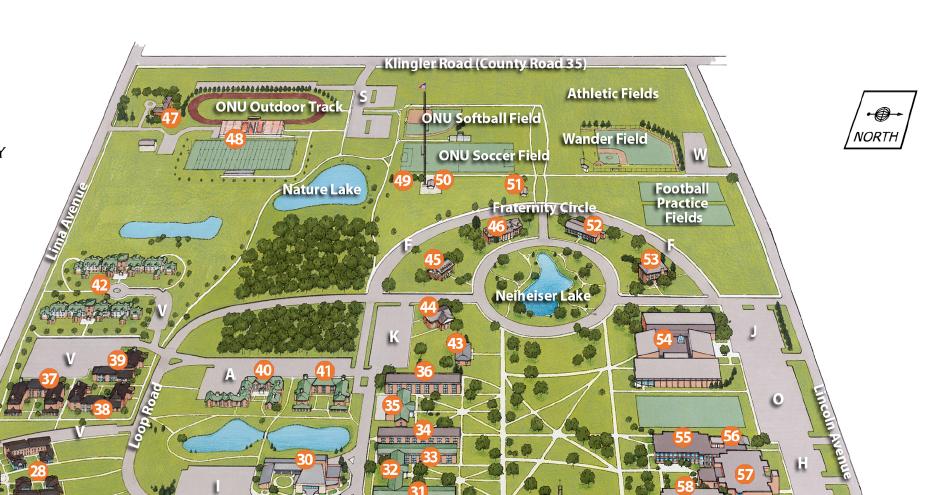 Klingler Road (County Road 35)
S
Athletic Fields
ONU Outdoor Track
47
ONU Softball Field
NORTH
48
Wander Field
ONU Soccer Field
W
Y
49
50
51
Nature Lake
Football
Practice
Fields
Lima Avenue
Fraternity Circle
46
52
F
F
45
53
42
Neiheiser Lake
V
44
K
54
J
43
V
39
37
A
40
41
36
38
35
O
Loop Road
Lincoln Avenue
V
34
55
56
28
30
32
33
H
57
I
31
58